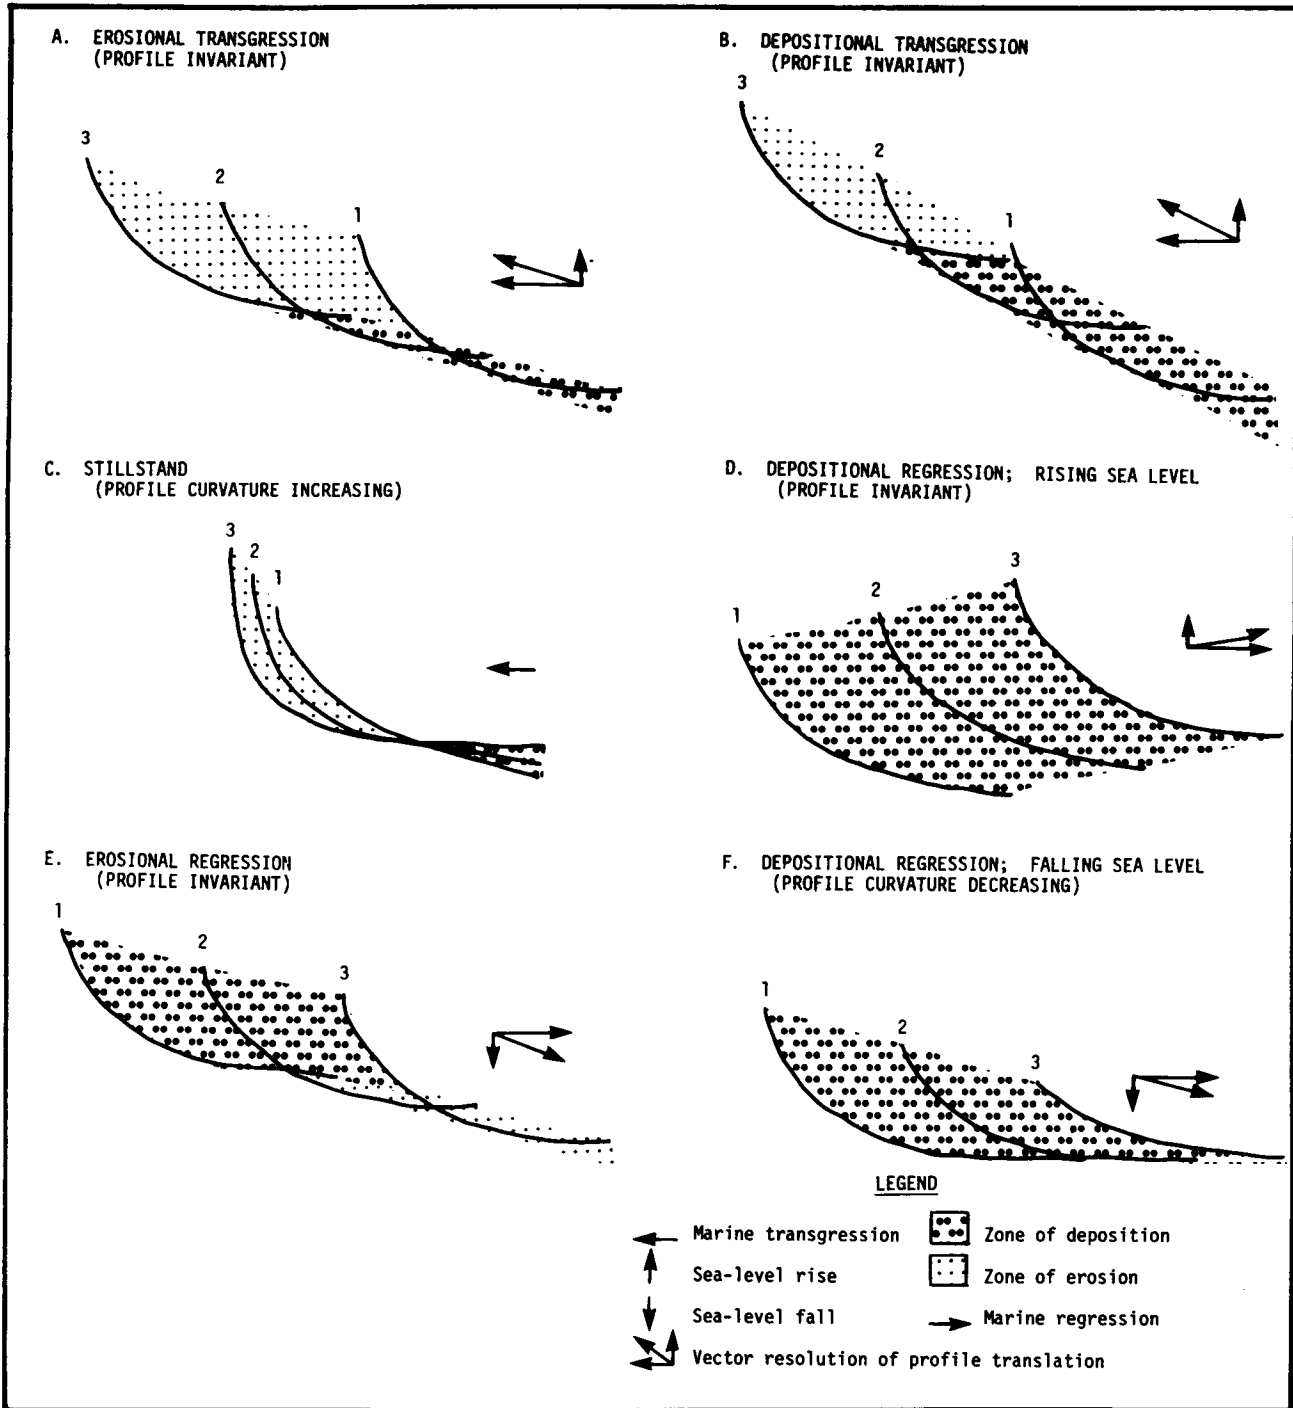 A. EROSIONAL TRANSGRESSION
(PROFILE INVARIANT)
3
2
1
B. DEPOSITIONAL TRANSGRESSION
(PROFILE INVARIANT)
3
2
1
C. STILLSTAND
(PROFILE CURVATURE INCREASING)
3
2
1
D. DEPOSITIONAL REGRESSION; RISING SEA LEVEL
(PROFILE INVARIANT)
1
2
3
E. EROSIONAL REGRESSION
(PROFILE INVARIANT)
1
2
3
F. DEPOSITIONAL REGRESSION; FALLING SEA LEVEL
(PROFILE CURVATURE DECREASING)
1
2
3
LEGEND
Marine transgression
Zone of deposition
Sea-level rise
Zone of erosion
Sea-level fall
Marine regression
Vector resolution of profile translation